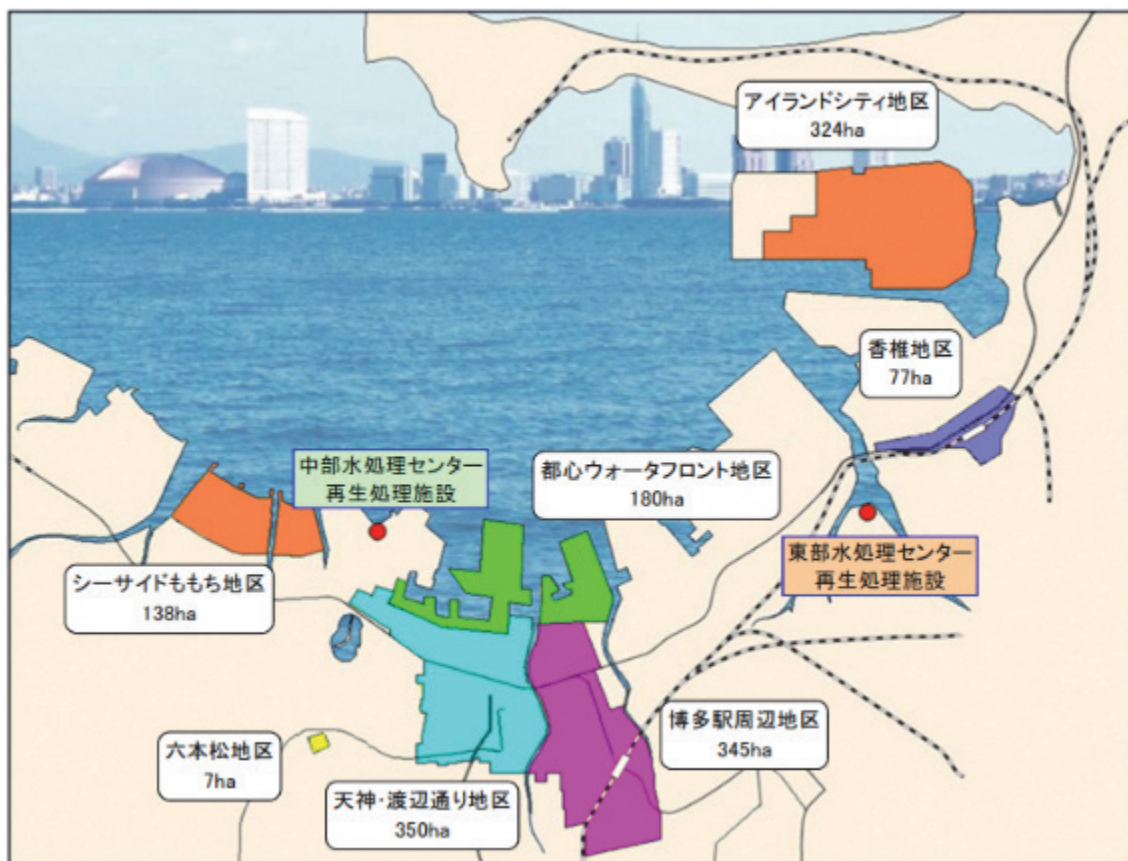 アイランドシティ地区
324ha
香椎地区
77ha
中部水処理センター
再生処理施設
都心ウォータフロント地区
180ha
東部水処理センター
再生処理施設
シーサイドももち地区
138ha
博多駅周辺地区
345ha
六本松地区
7ha
天神・渡辺通り地区
350ha